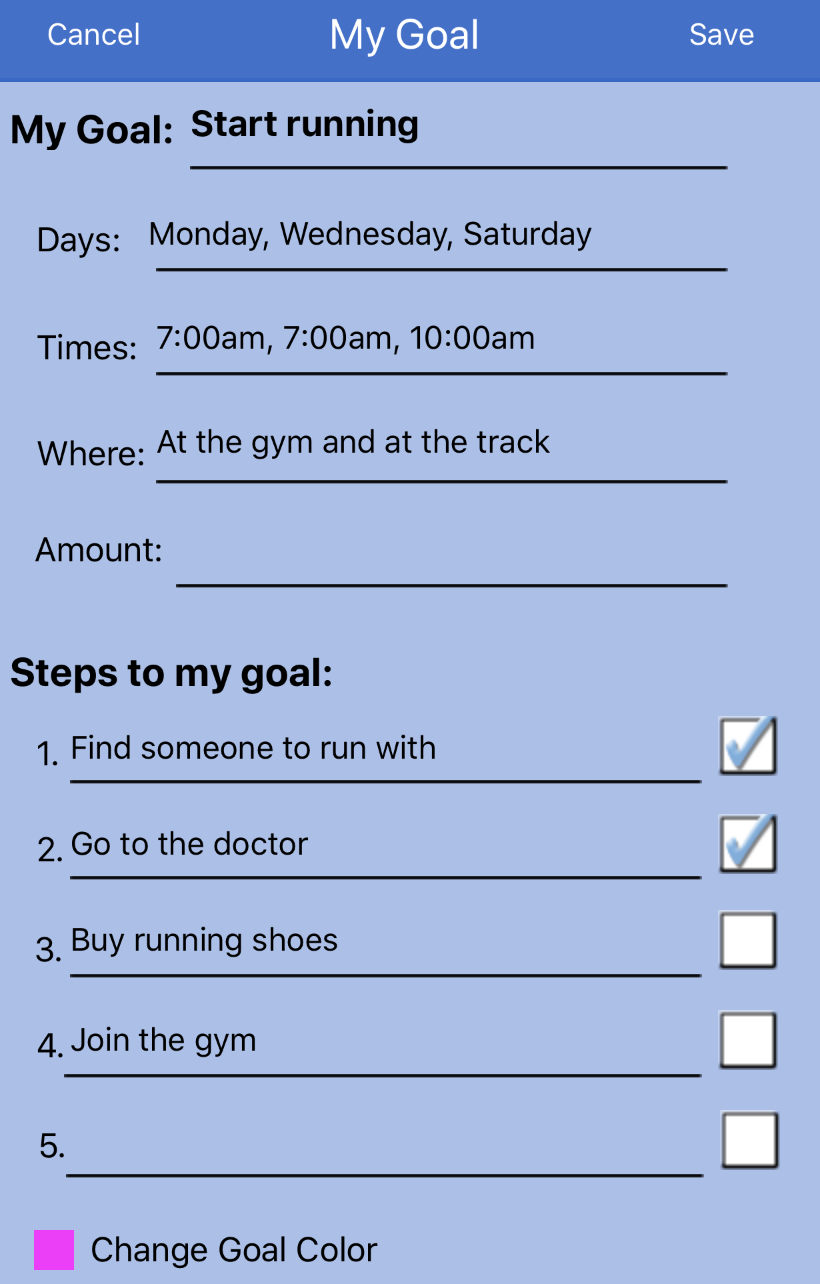 Cancel My Goal Save
My Goal: Start running
Days: Monday, Wednesday, Saturday
Times: 7:00am, 7:00am, 10:00am
Where: At the gym and at the track
Amount:
Steps to my goal:
1. Find someone to run with
2. Go to the doctor
3. Buy running shoes
4. Join the gym
5.
Change Goal Color